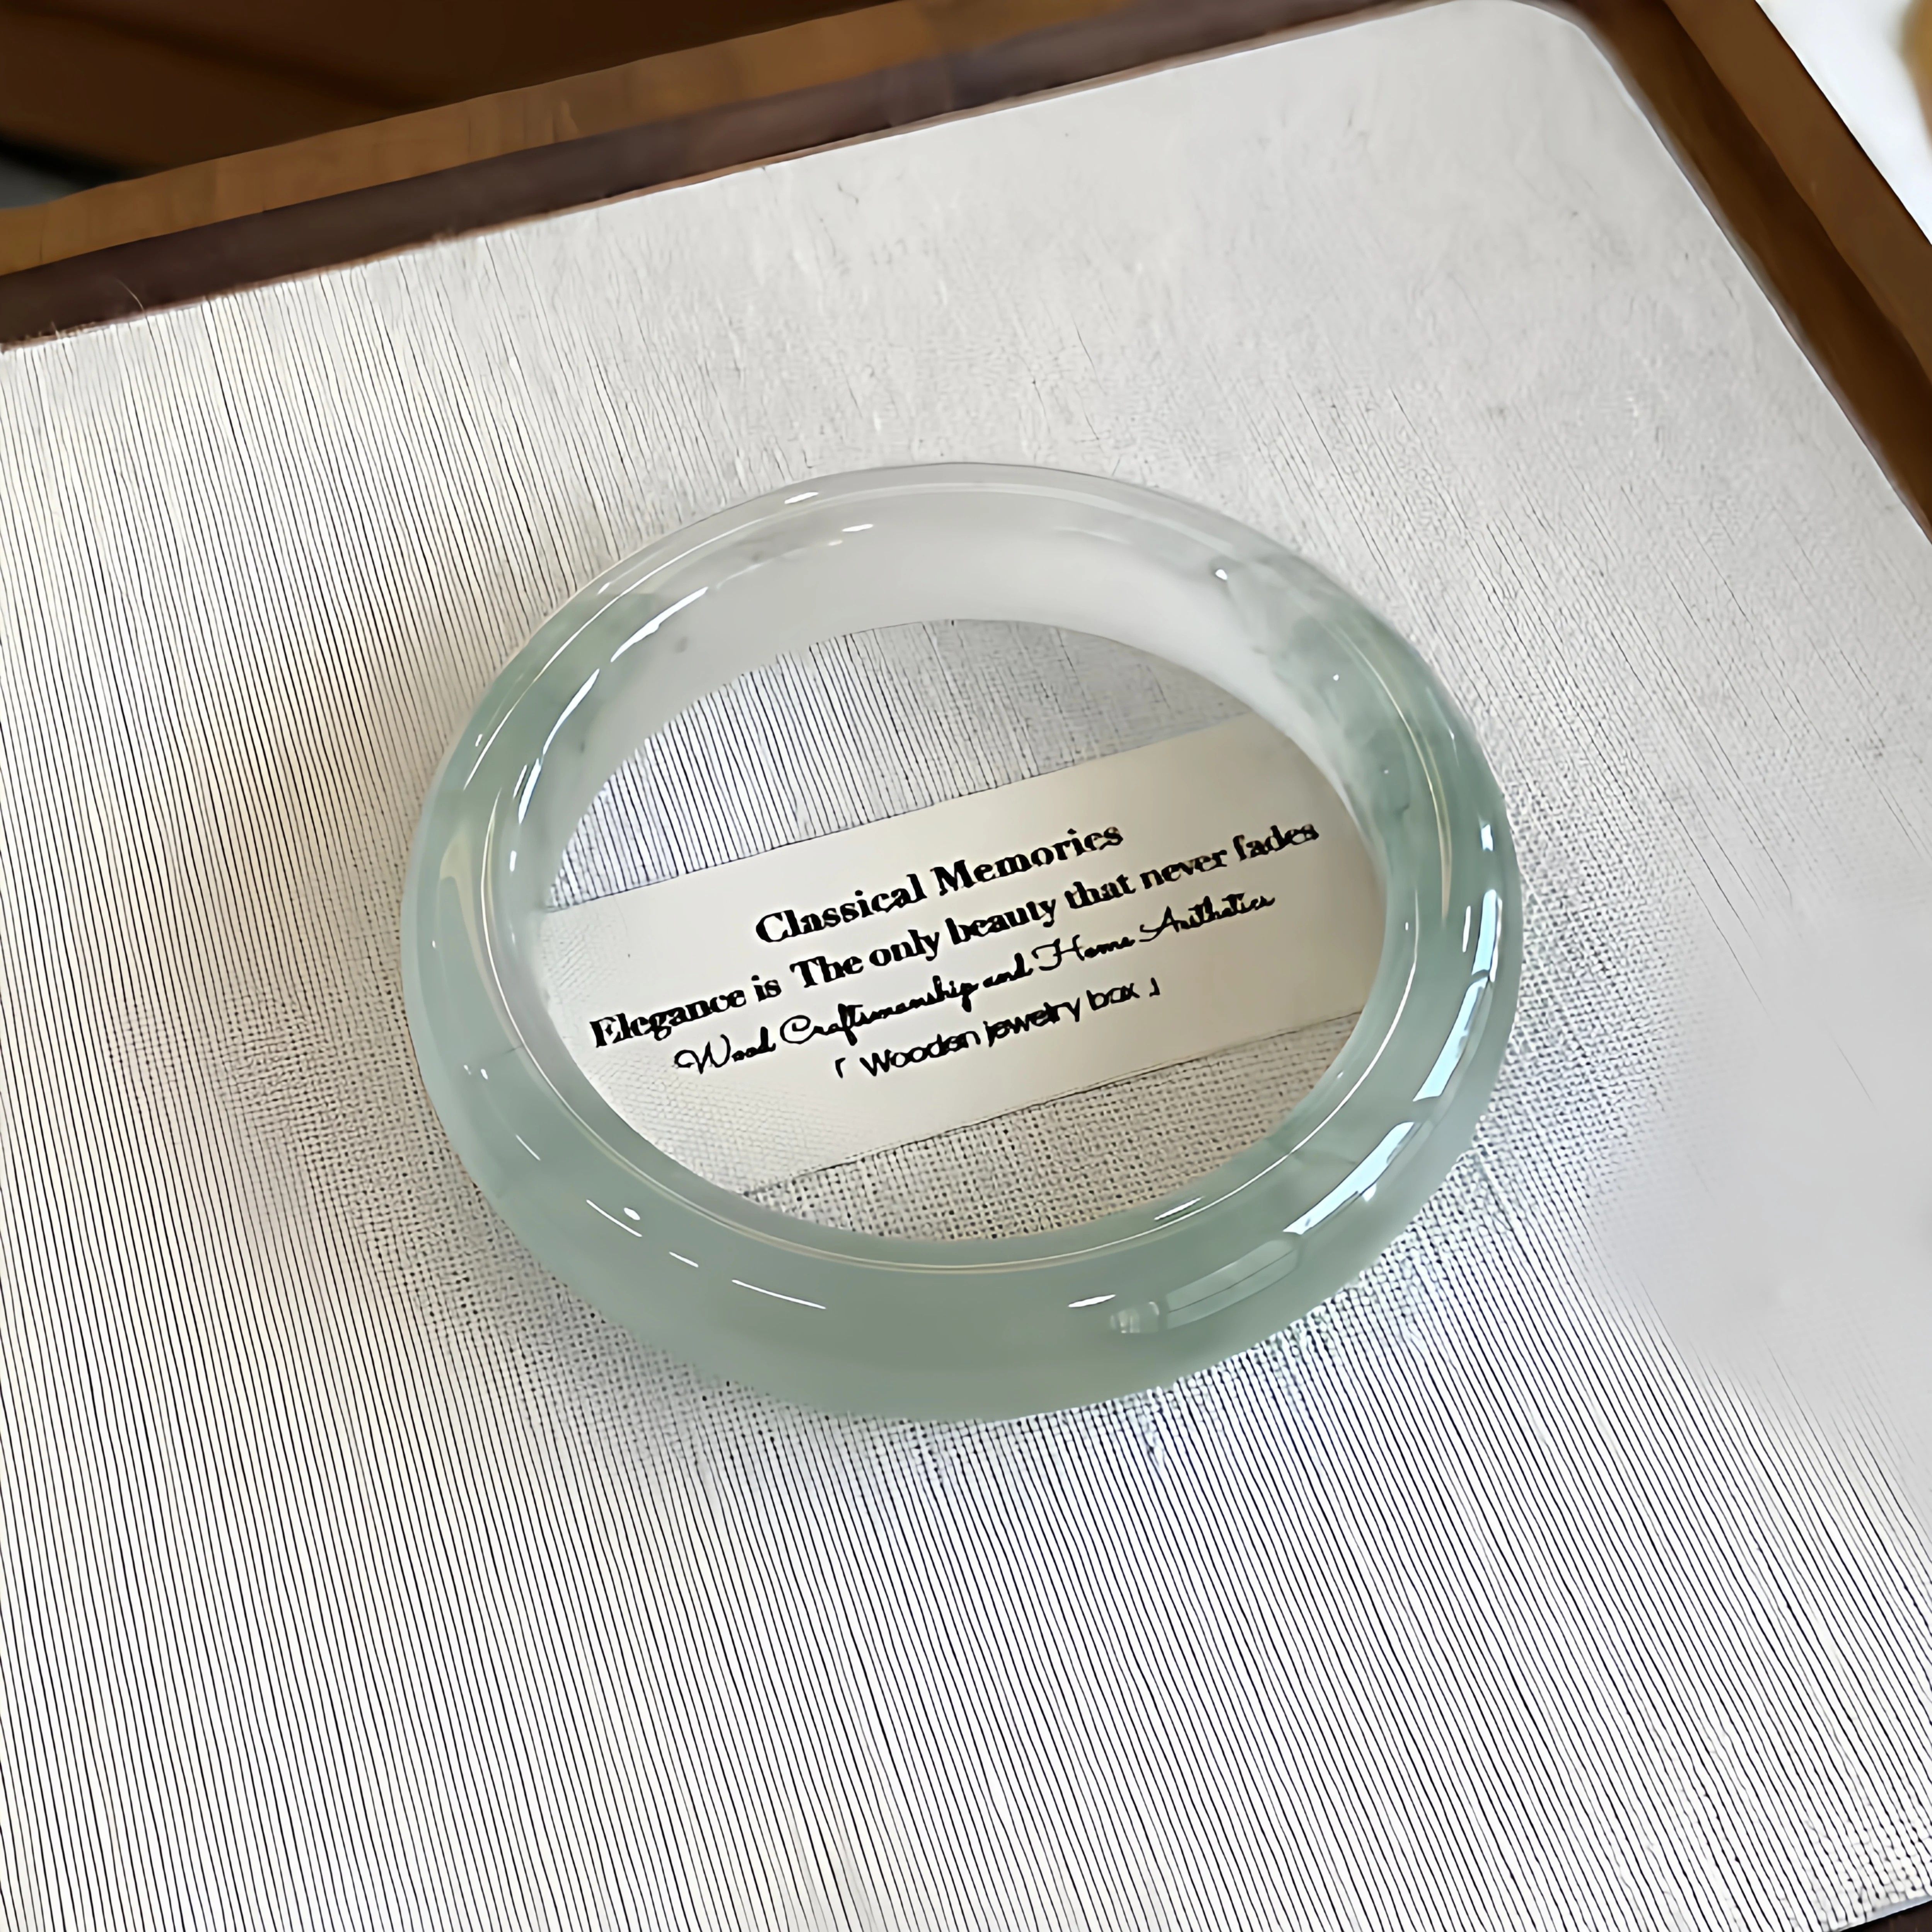 Classical Memories
Elegance is The only beauty that never fades
Wood Craftsmanship and Home Aesthetics
「 Wooden jewelry box 」